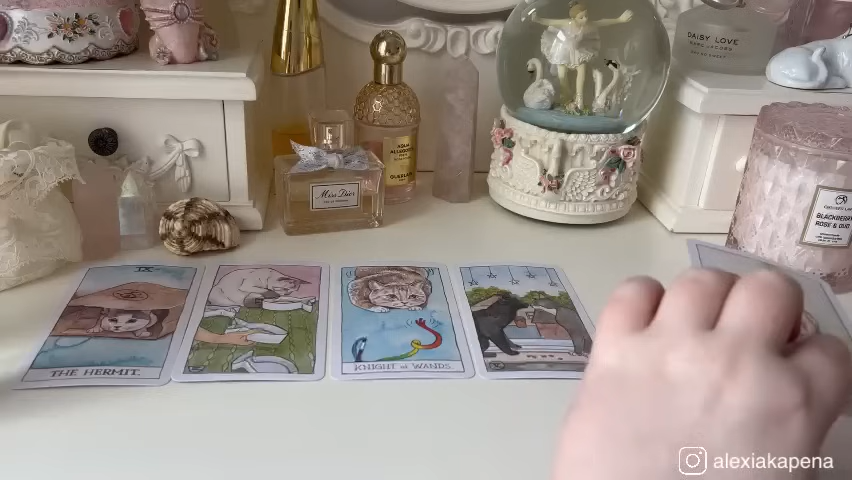 DAISY LOVE
MARC JACOBS
AQUA
ALLEGORIA
GUERLAIN
Miss Dior
BLACKBERRY
ROSE & OUD
IX
THE HERMIT.
KNIGHT OF WANDS.
X
alexiakapena